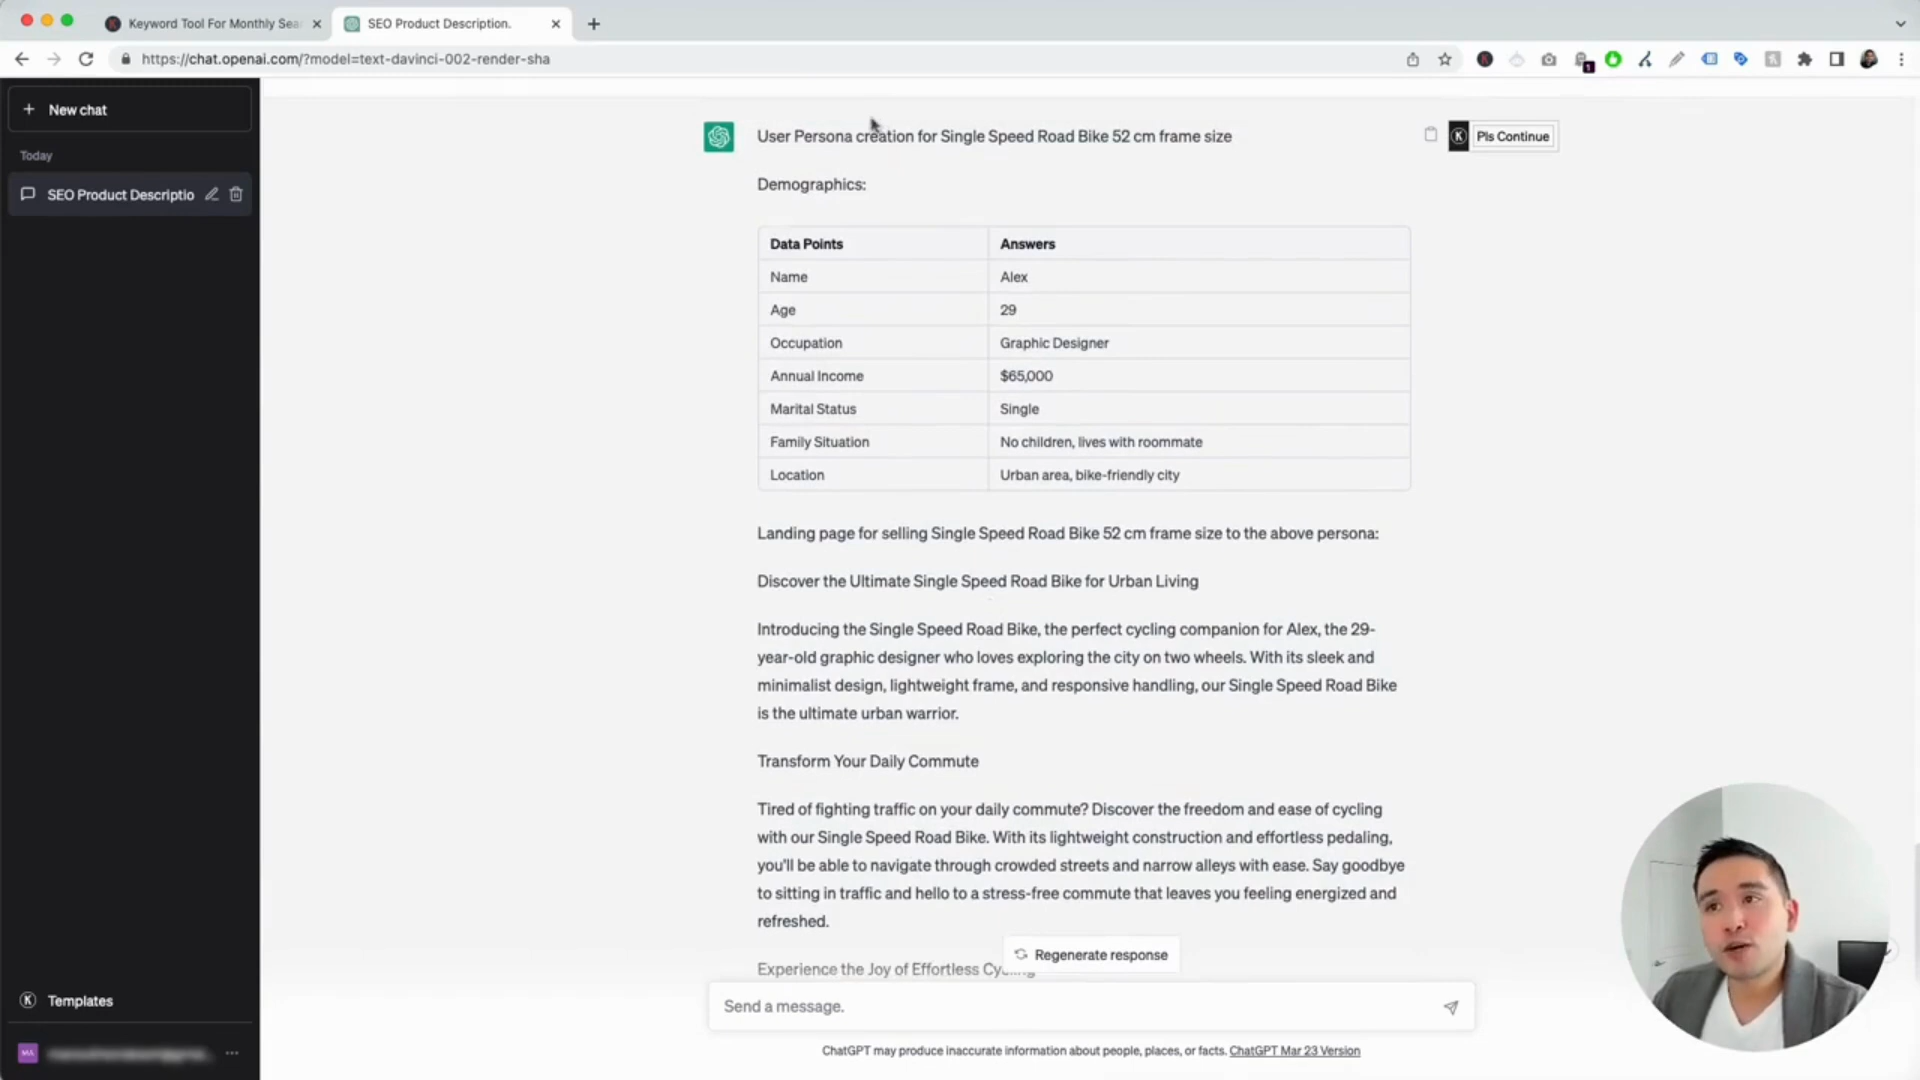 Keyword Tool For Monthly Sea
SEO Product Description.
https://chat.openai.com/?model=text-davinci-002-render-sha
1
New chat
Today
SEO Product Descriptio
User Persona creation for Single Speed Road Bike 52 cm frame size
K
Pls Continue
Demographics:
Data Points Answers
Name Alex
Age 29
Occupation Graphic Designer
Annual Income $65,000
Marital Status Single
Family Situation No children, lives with roommate
Location Urban area, bike-friendly city
Landing page for selling Single Speed Road Bike 52 cm frame size to the above persona:
Discover the Ultimate Single Speed Road Bike for Urban Living
Introducing the Single Speed Road Bike, the perfect cycling companion for Alex, the 29-
year-old graphic designer who loves exploring the city on two wheels. With its sleek and
minimalist design, lightweight frame, and responsive handling, our Single Speed Road Bike
is the ultimate urban warrior.
Transform Your Daily Commute
Tired of fighting traffic on your daily commute? Discover the freedom and ease of cycling
with our Single Speed Road Bike. With its lightweight construction and effortless pedaling,
you'll be able to navigate through crowded streets and narrow alleys with ease. Say goodbye
to sitting in traffic and hello to a stress-free commute that leaves you feeling energized and
refreshed.
Regenerate response
Experience the Joy of Effortless Cycling
K
Templates
Send a message.
MA
ChatGPT may produce inaccurate information about people, places, or facts. ChatGPT Mar 23 Version